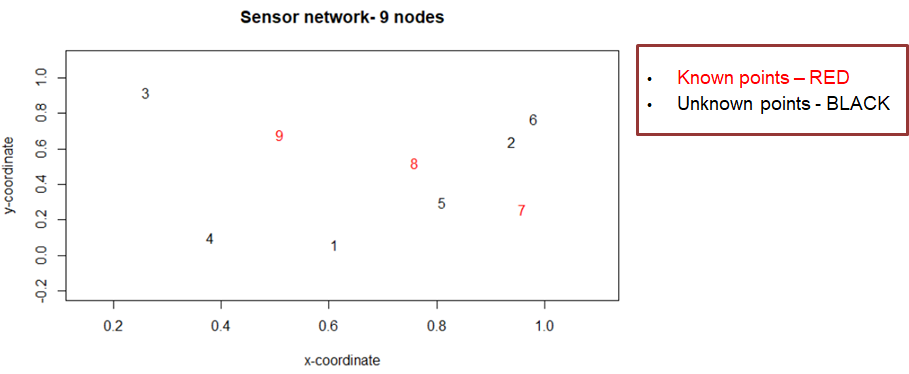 Sensor network- 9 nodes
• Known points – RED
• Unknown points - BLACK
y-coordinate
1.0
0.8
0.6
0.4
0.2
0.0
-0.2
3
6
9
2
8
5
7
4
1
0.2 0.4 0.6 0.8 1.0
x-coordinate